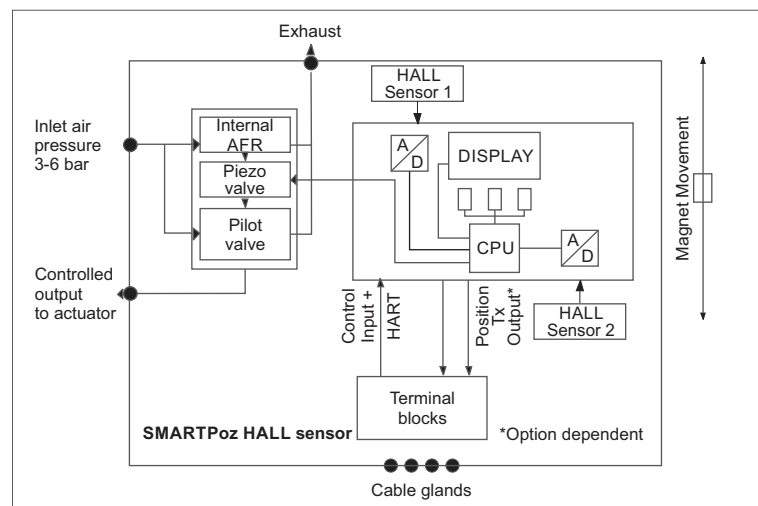 Exhaust
HALL
Sensor 1
Inlet air
pressure
3-6 bar
Internal
AFR
Piezo
valve
Pilot
valve
A
D
DISPLAY
CPU
A
D
Magnet Movement
Controlled
output
to actuator
Control
Input +
HART
Position
Tx
Output*
HALL
Sensor 2
Terminal
blocks
SMARTPoz HALL sensor
*Option dependent
Cable glands